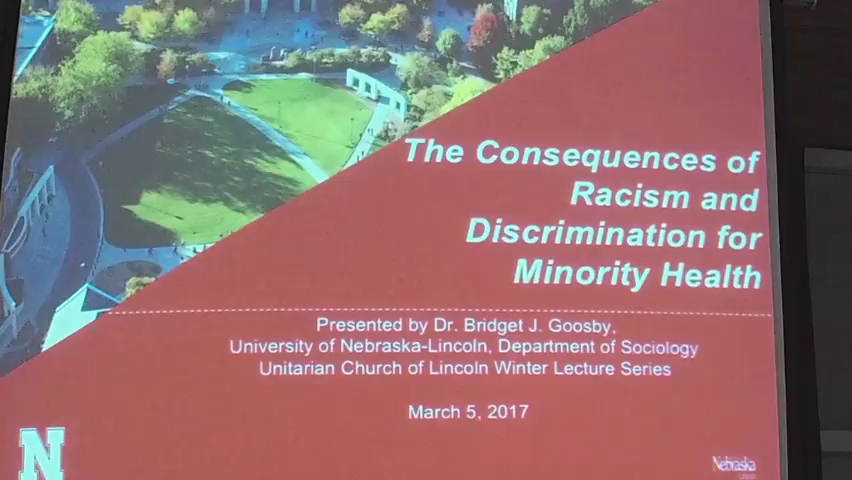 The Consequences of
Racism and
Discrimination for
Minority Health
Presented by Dr. Bridget J. Goosby,
University of Nebraska-Lincoln, Department of Sociology
Unitarian Church of Lincoln Winter Lecture Series
March 5, 2017
N
Nebraska